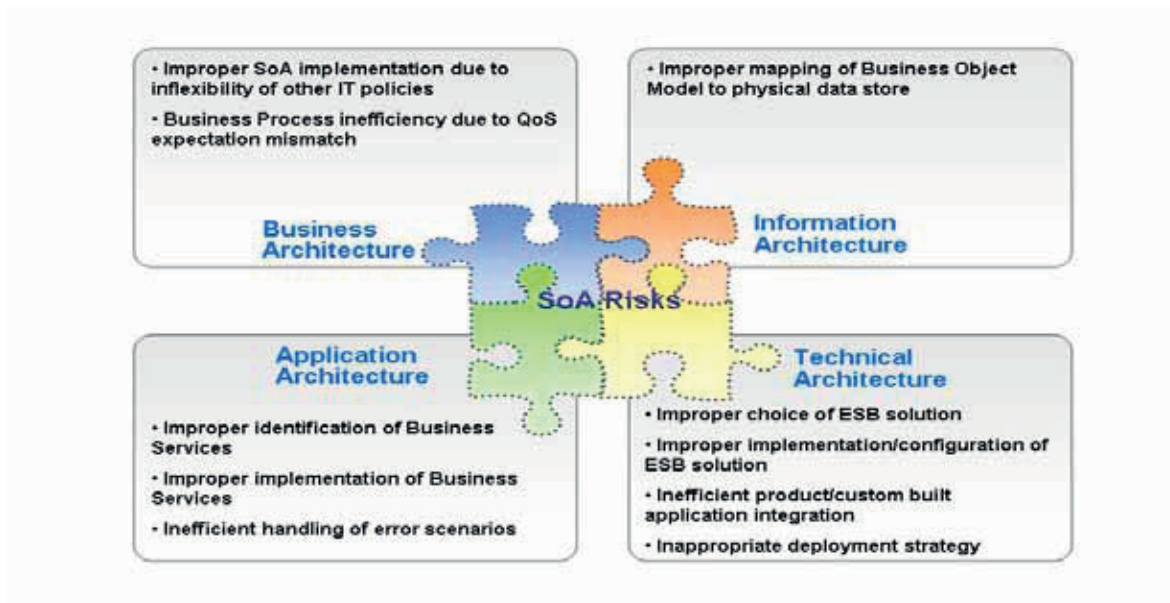 • Improper SoA implementation due to
inflexibility of other IT policies
• Business Process inefficiency due to QoS
expectation mismatch
Business
Architecture
• Improper mapping of Business Object
Model to physical data store
Information
Architecture
SoA Risks
Application
Architecture
• Improper identification of Business
Services
• Improper implementation of Business
Services
• Inefficient handling of error scenarios
Technical
Architecture
• Improper choice of ESB solution
• Improper implementation/configuration of
ESB solution
• Inefficient product/custom built
application integration
• Inappropriate deployment strategy